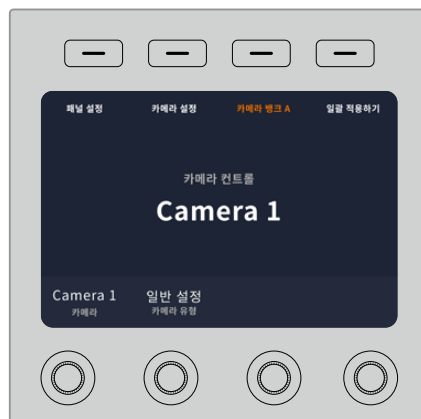 패널 설정
카메라 설정
카메라 뱅크 A
일괄 적용하기
카메라 컨트롤
Camera 1
Camera 1
카메라
일반 설정
카메라 유형